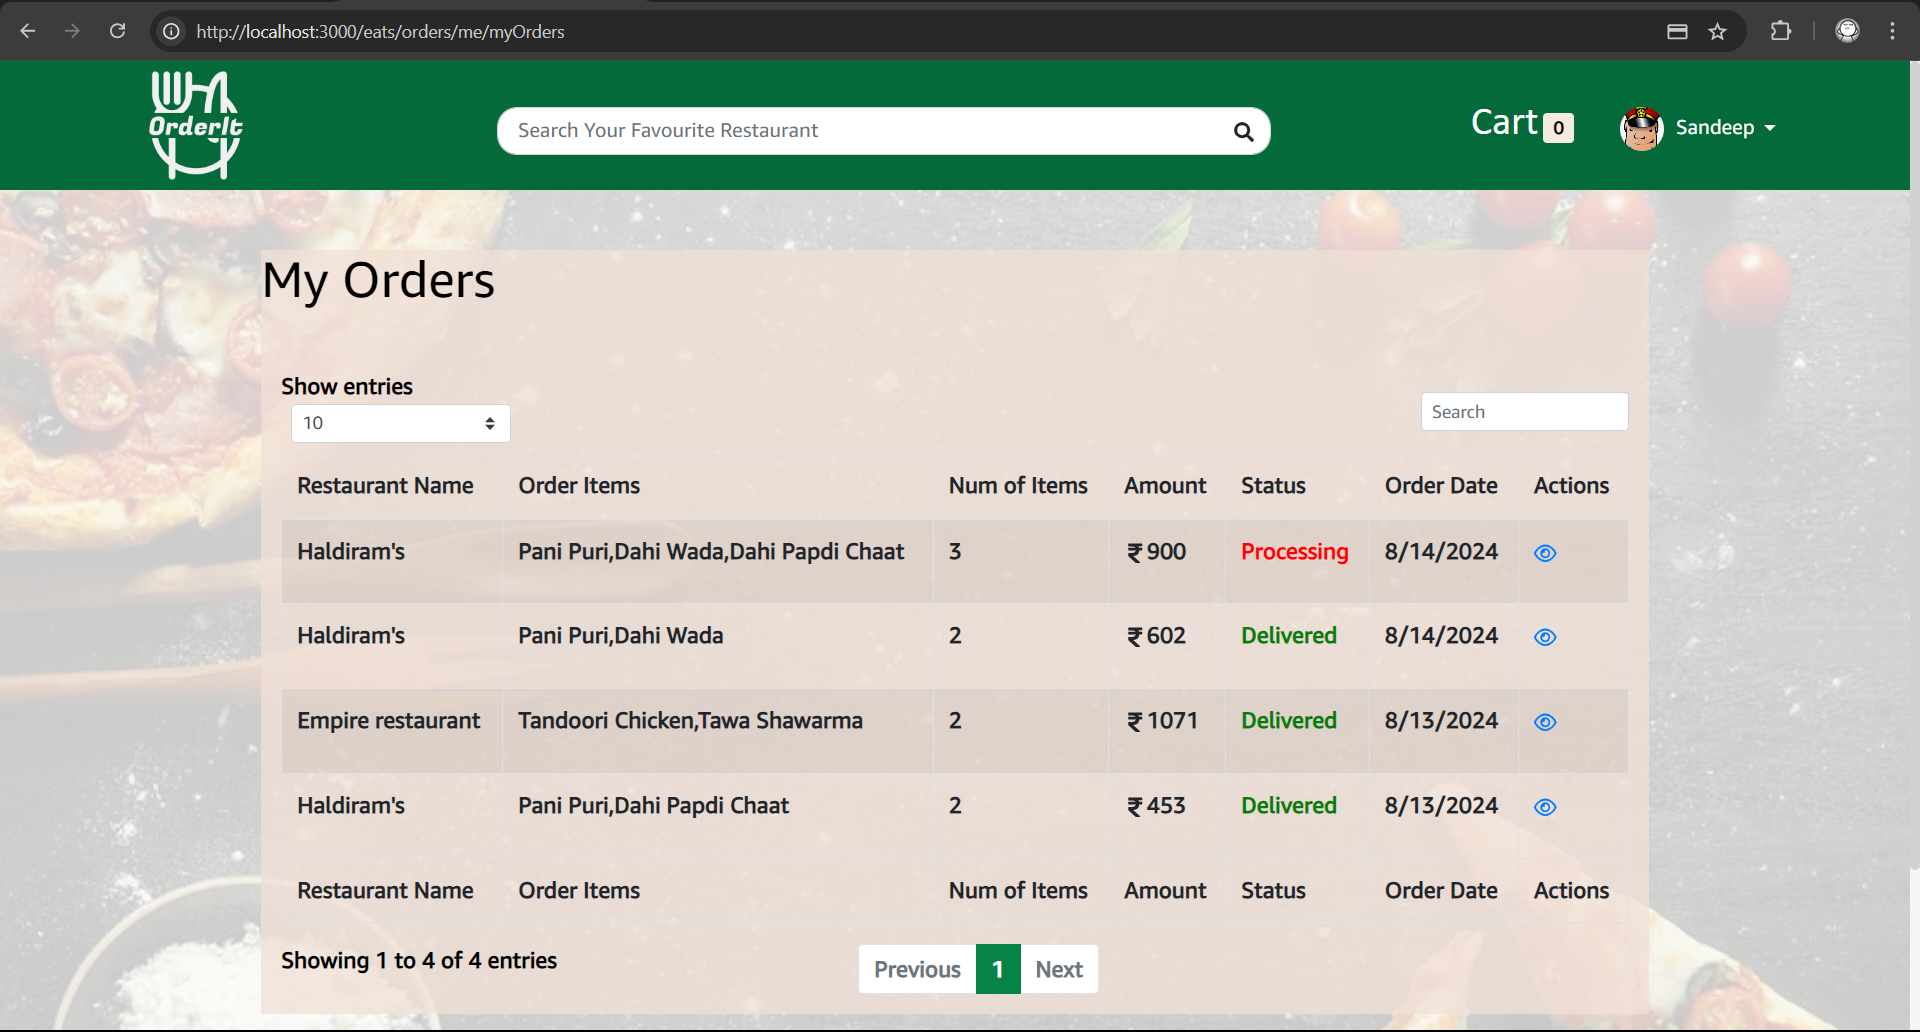 http://localhost:3000/eats/orders/me/myOrders
OrderIt
Search Your Favourite Restaurant
Cart 0
Sandeep
My Orders
Show entries
10
Search
Restaurant Name Order Items Num of Items Amount Status Order Date Actions
Haldiram's Pani Puri,Dahi Wada,Dahi Papdi Chaat 3 ₹ 900 Processing 8/14/2024
Haldiram's Pani Puri,Dahi Wada 2 ₹ 602 Delivered 8/14/2024
Empire restaurant Tandoori Chicken,Tawa Shawarma 2 ₹ 1071 Delivered 8/13/2024
Haldiram's Pani Puri,Dahi Papdi Chaat 2 ₹ 453 Delivered 8/13/2024
Restaurant Name Order Items Num of Items Amount Status Order Date Actions
Showing 1 to 4 of 4 entries
Previous 1 Next